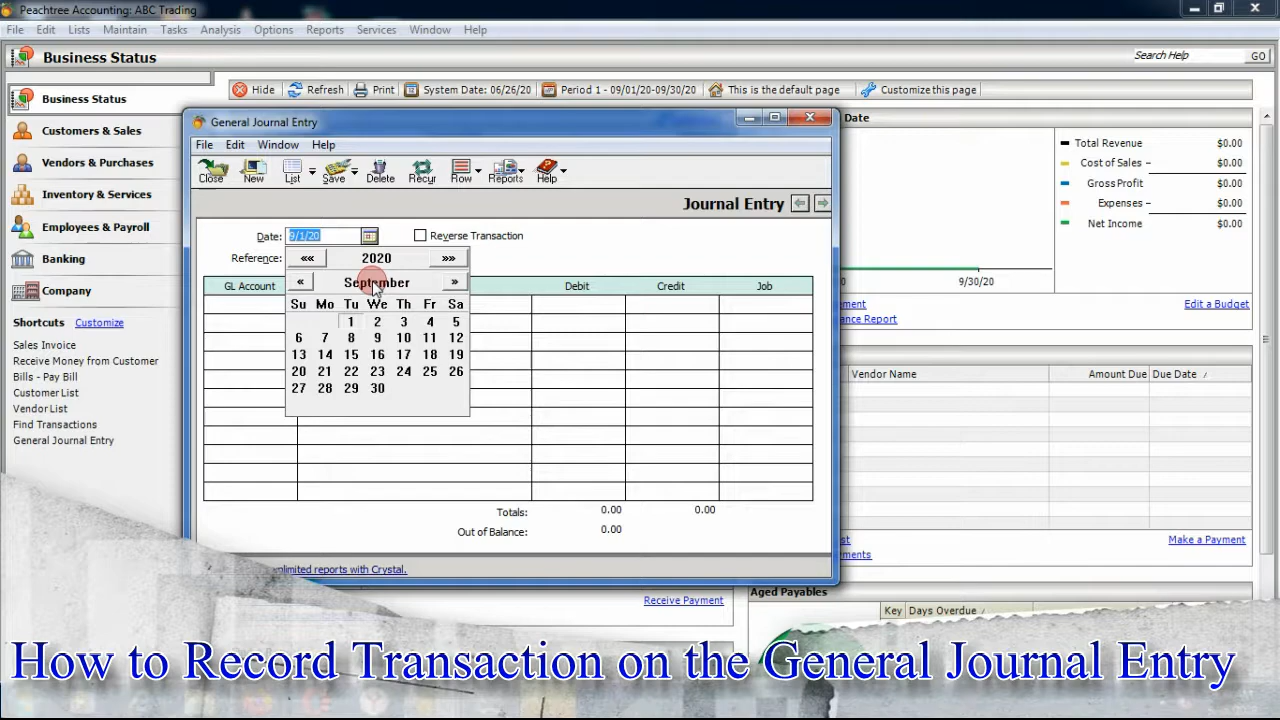 Peachtree Accounting: ABC Trading
File Edit Lists Maintain Tasks Analysis Options Reports Services Window Help
Business Status
Search Help GO
Business Status
Customers & Sales
Vendors & Purchases
Inventory & Services
Employees & Payroll
Banking
Company
Shortcuts Customize
Sales Invoice
Receive Money from Customer
Bills - Pay Bill
Customer List
Vendor List
Find Transactions
General Journal Entry
Hide Refresh Print System Date: 06/26/20 Period 1 - 09/01/20-09/30/20 This is the default page Customize this page
General Journal Entry
File Edit Window Help
Close New List Save Delete Recur Row Reports Help
Journal Entry
Date: 9/1/20 Reverse Transaction
Reference: «« 2020 »»
« September »
GL Account Debit Credit Job
Su Mo Tu We Th Fr Sa
1 2 3 4 5
6 7 8 9 10 11 12
13 14 15 16 17 18 19
20 21 22 23 24 25 26
27 28 29 30
Totals: 0.00 0.00
Out of Balance: 0.00
unlimited reports with Crystal.
Date
Total Revenue $0.00
Cost of Sales $0.00
Gross Profit $0.00
Expenses $0.00
Net Income $0.00
9/30/20
Edit a Budget
Vendor Name Amount Due Due Date
Make a Payment
Receive Payment
Aged Payables
Key Days Overdue
How to Record Transaction on the General Journal Entry